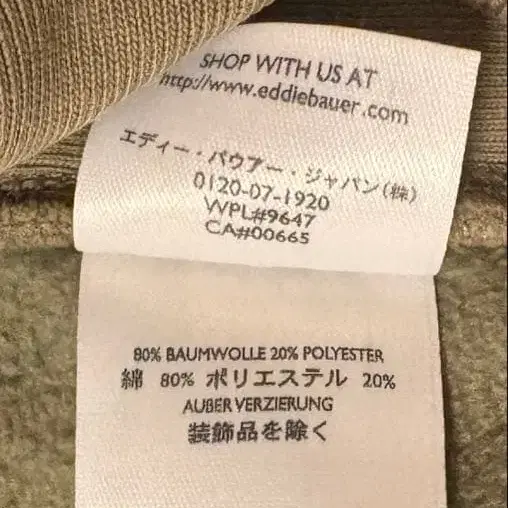 SHOP WITH US AT
http://www.eddiebauer.com
エディー・バウアー・ジャパン(株)
0120-07-1920
WPL#9647
CA#00665
80% BAUMWOLLE 20% POLYESTER
綿 80% ポリエステル 20%
AUßER VERZIERUNG
装飾品を除く